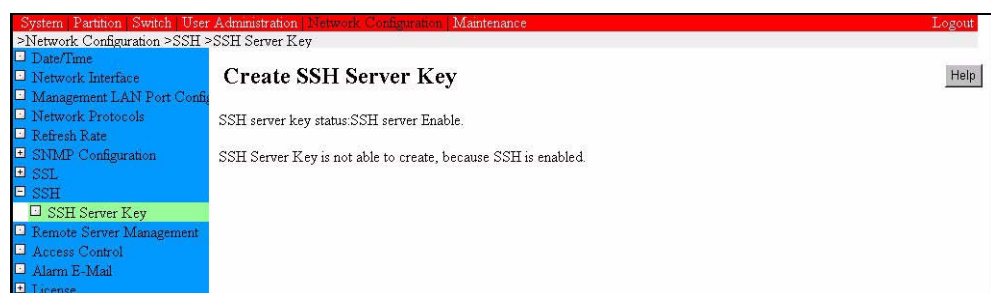 System | Partition | Switch | User Administration | Network Configuration | Maintenance Logout
>Network Configuration >SSH >SSH Server Key
Date/Time
Network Interface
Management LAN Port Config
Network Protocols
Refresh Rate
SNMP Configuration
SSL
SSH
SSH Server Key
Remote Server Management
Access Control
Alarm E-Mail
License
Create SSH Server Key
Help
SSH server key status:SSH server Enable.
SSH Server Key is not able to create, because SSH is enabled.